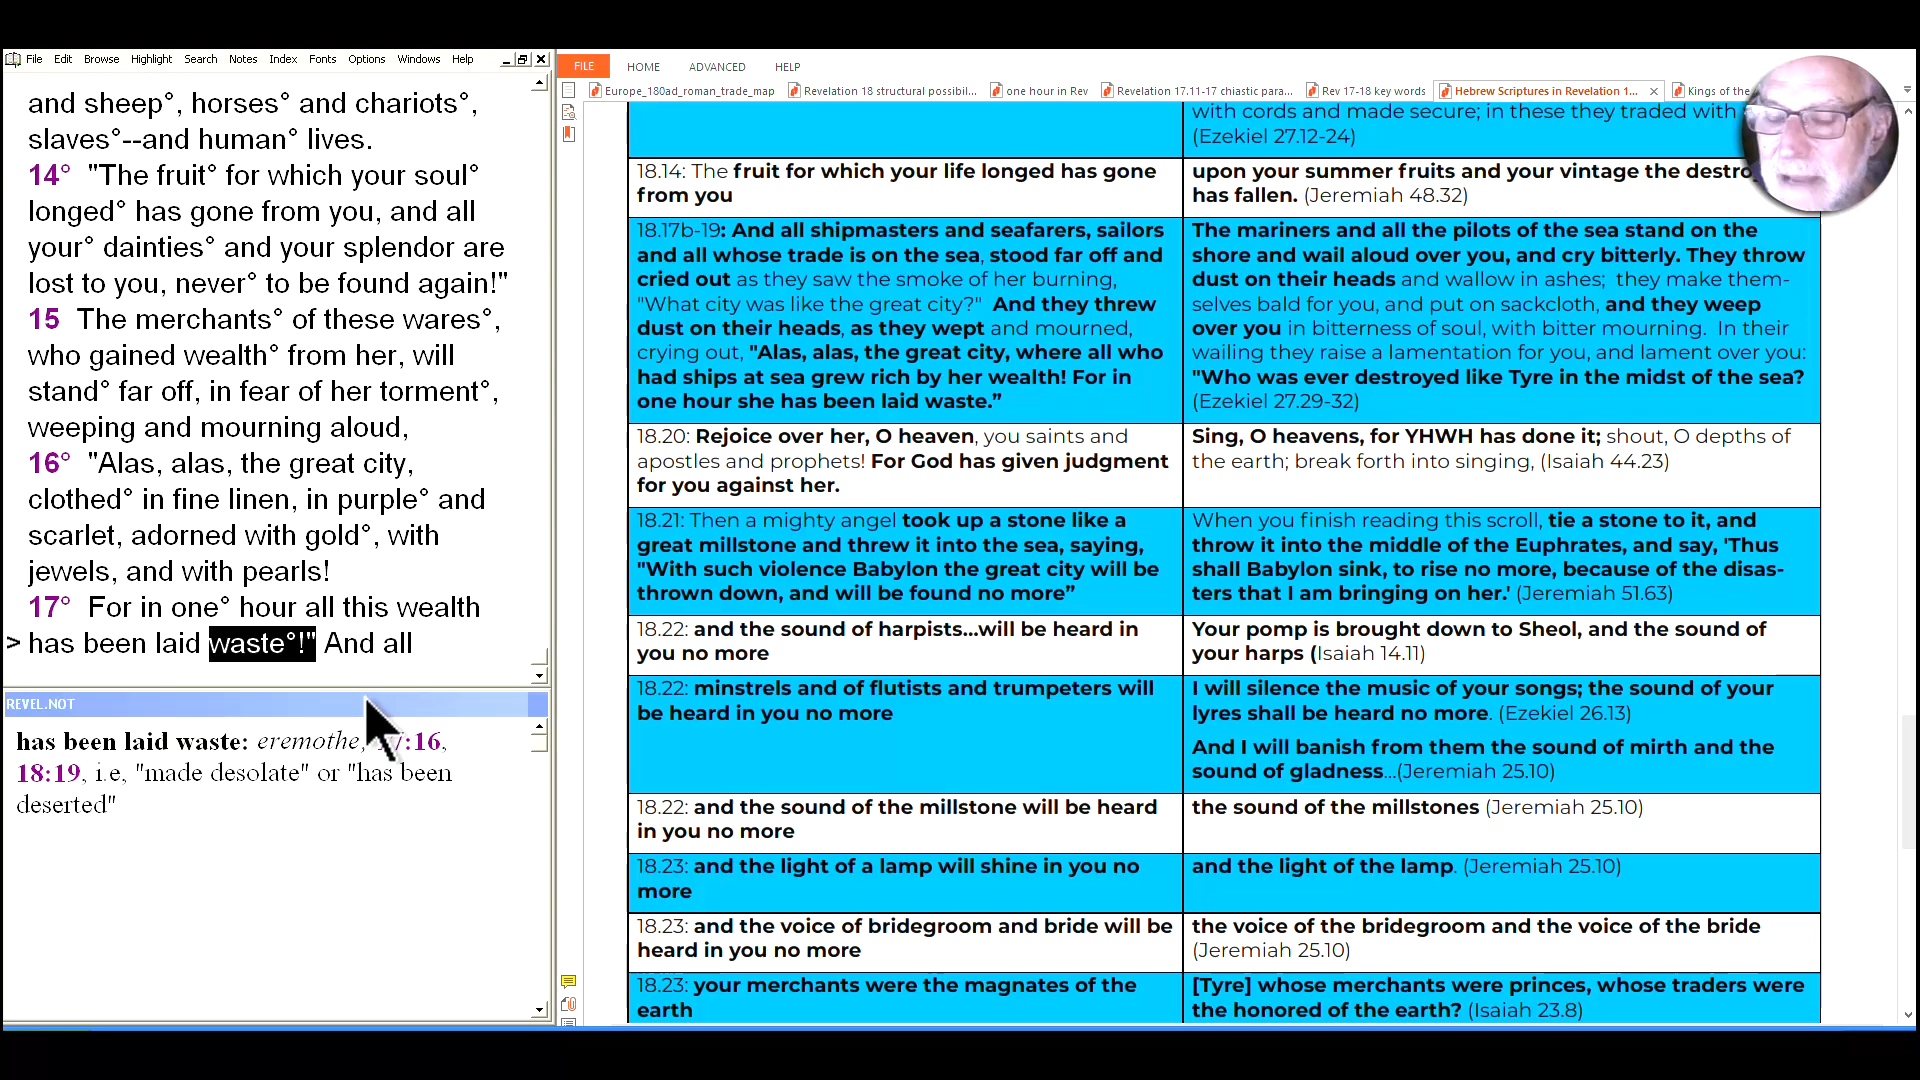 File Edit Browse Highlight Search Notes Index Fonts Options Windows Help
and sheep°, horses° and chariots°,
slaves°--and human° lives.
14° "The fruit° for which your soul°
longed° has gone from you, and all
your° dainties° and your splendor are
lost to you, never° to be found again!"
15 The merchants° of these wares°,
who gained wealth° from her, will
stand° far off, in fear of her torment°,
weeping and mourning aloud,
16° "Alas, alas, the great city,
clothed° in fine linen, in purple° and
scarlet, adorned with gold°, with
jewels, and with pearls!
17° For in one° hour all this wealth
> has been laid waste°!" And all
REVEL.NOT
has been laid waste: eremothe, :16,
18:19, i.e, "made desolate" or "has been
deserted"
FILE HOME ADVANCED HELP
Europe_180ad_roman_trade_map
Revelation 18 structural possibil...
one hour in Rev
Revelation 17.11-17 chiastic para...
Rev 17-18 key words
Hebrew Scriptures in Revelation 1...
Kings of the
with cords and made secure; in these they traded with
(Ezekiel 27.12-24)
18.14: The fruit for which your life longed has gone
from you
upon your summer fruits and your vintage the
has fallen. (Jeremiah 48.32)
18.17b-19: And all shipmasters and seafarers, sailors
and all whose trade is on the sea, stood far off and
cried out as they saw the smoke of her burning,
"What city was like the great city?" And they threw
dust on their heads, as they wept and mourned,
crying out, "Alas, alas, the great city, where all who
had ships at sea grew rich by her wealth! For in
one hour she has been laid waste.”
The mariners and all the pilots of the sea stand on the
shore and wail aloud over you, and cry bitterly. They throw
dust on their heads and wallow in ashes; they make them-
selves bald for you, and put on sackcloth, and they weep
over you in bitterness of soul, with bitter mourning. In their
wailing they raise a lamentation for you, and lament over you:
"Who was ever destroyed like Tyre in the midst of the sea?
(Ezekiel 27.29-32)
18.20: Rejoice over her, O heaven, you saints and
apostles and prophets! For God has given judgment
for you against her.
Sing, O heavens, for YHWH has done it; shout, O depths of
the earth; break forth into singing, (Isaiah 44.23)
18.21: Then a mighty angel took up a stone like a
great millstone and threw it into the sea, saying,
"With such violence Babylon the great city will be
thrown down, and will be found no more”
When you finish reading this scroll, tie a stone to it, and
throw it into the middle of the Euphrates, and say, 'Thus
shall Babylon sink, to rise no more, because of the disas-
ters that I am bringing on her.' (Jeremiah 51.63)
18.22: and the sound of harpists...will be heard in
you no more
Your pomp is brought down to Sheol, and the sound of
your harps (Isaiah 14.11)
18.22: minstrels and of flutists and trumpeters will
be heard in you no more
I will silence the music of your songs; the sound of your
lyres shall be heard no more. (Ezekiel 26.13)
And I will banish from them the sound of mirth and the
sound of gladness...(Jeremiah 25.10)
18.22: and the sound of the millstone will be heard
in you no more
the sound of the millstones (Jeremiah 25.10)
18.23: and the light of a lamp will shine in you no
more
and the light of the lamp. (Jeremiah 25.10)
18.23: and the voice of bridegroom and bride will be
heard in you no more
the voice of the bridegroom and the voice of the bride
(Jeremiah 25.10)
18.23: your merchants were the magnates of the
earth
[Tyre] whose merchants were princes, whose traders were
the honored of the earth? (Isaiah 23.8)